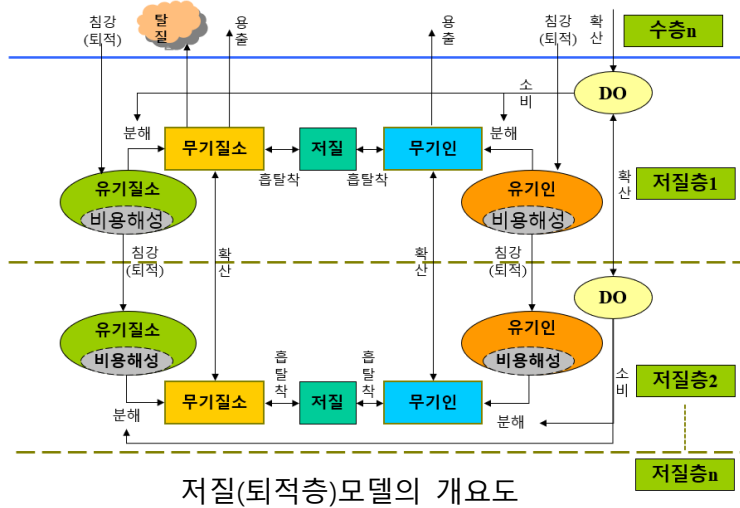 침강
(퇴적)
탈
질
용
출
용
출
침강
(퇴적)
확
산
수층n
소
비
DO
분해
분해
무기질소
저질
무기인
흡탈착
흡탈착
확
산
저질층1
유기질소
비용해성
유기인
비용해성
침강
(퇴적)
확
산
확
산
침강
(퇴적)
DO
유기질소
비용해성
유기인
비용해성
흡
탈
착
흡
탈
착
소
비
저질층2
무기질소
저질
무기인
분해
분해
저질층n
저질(퇴적층)모델의 개요도